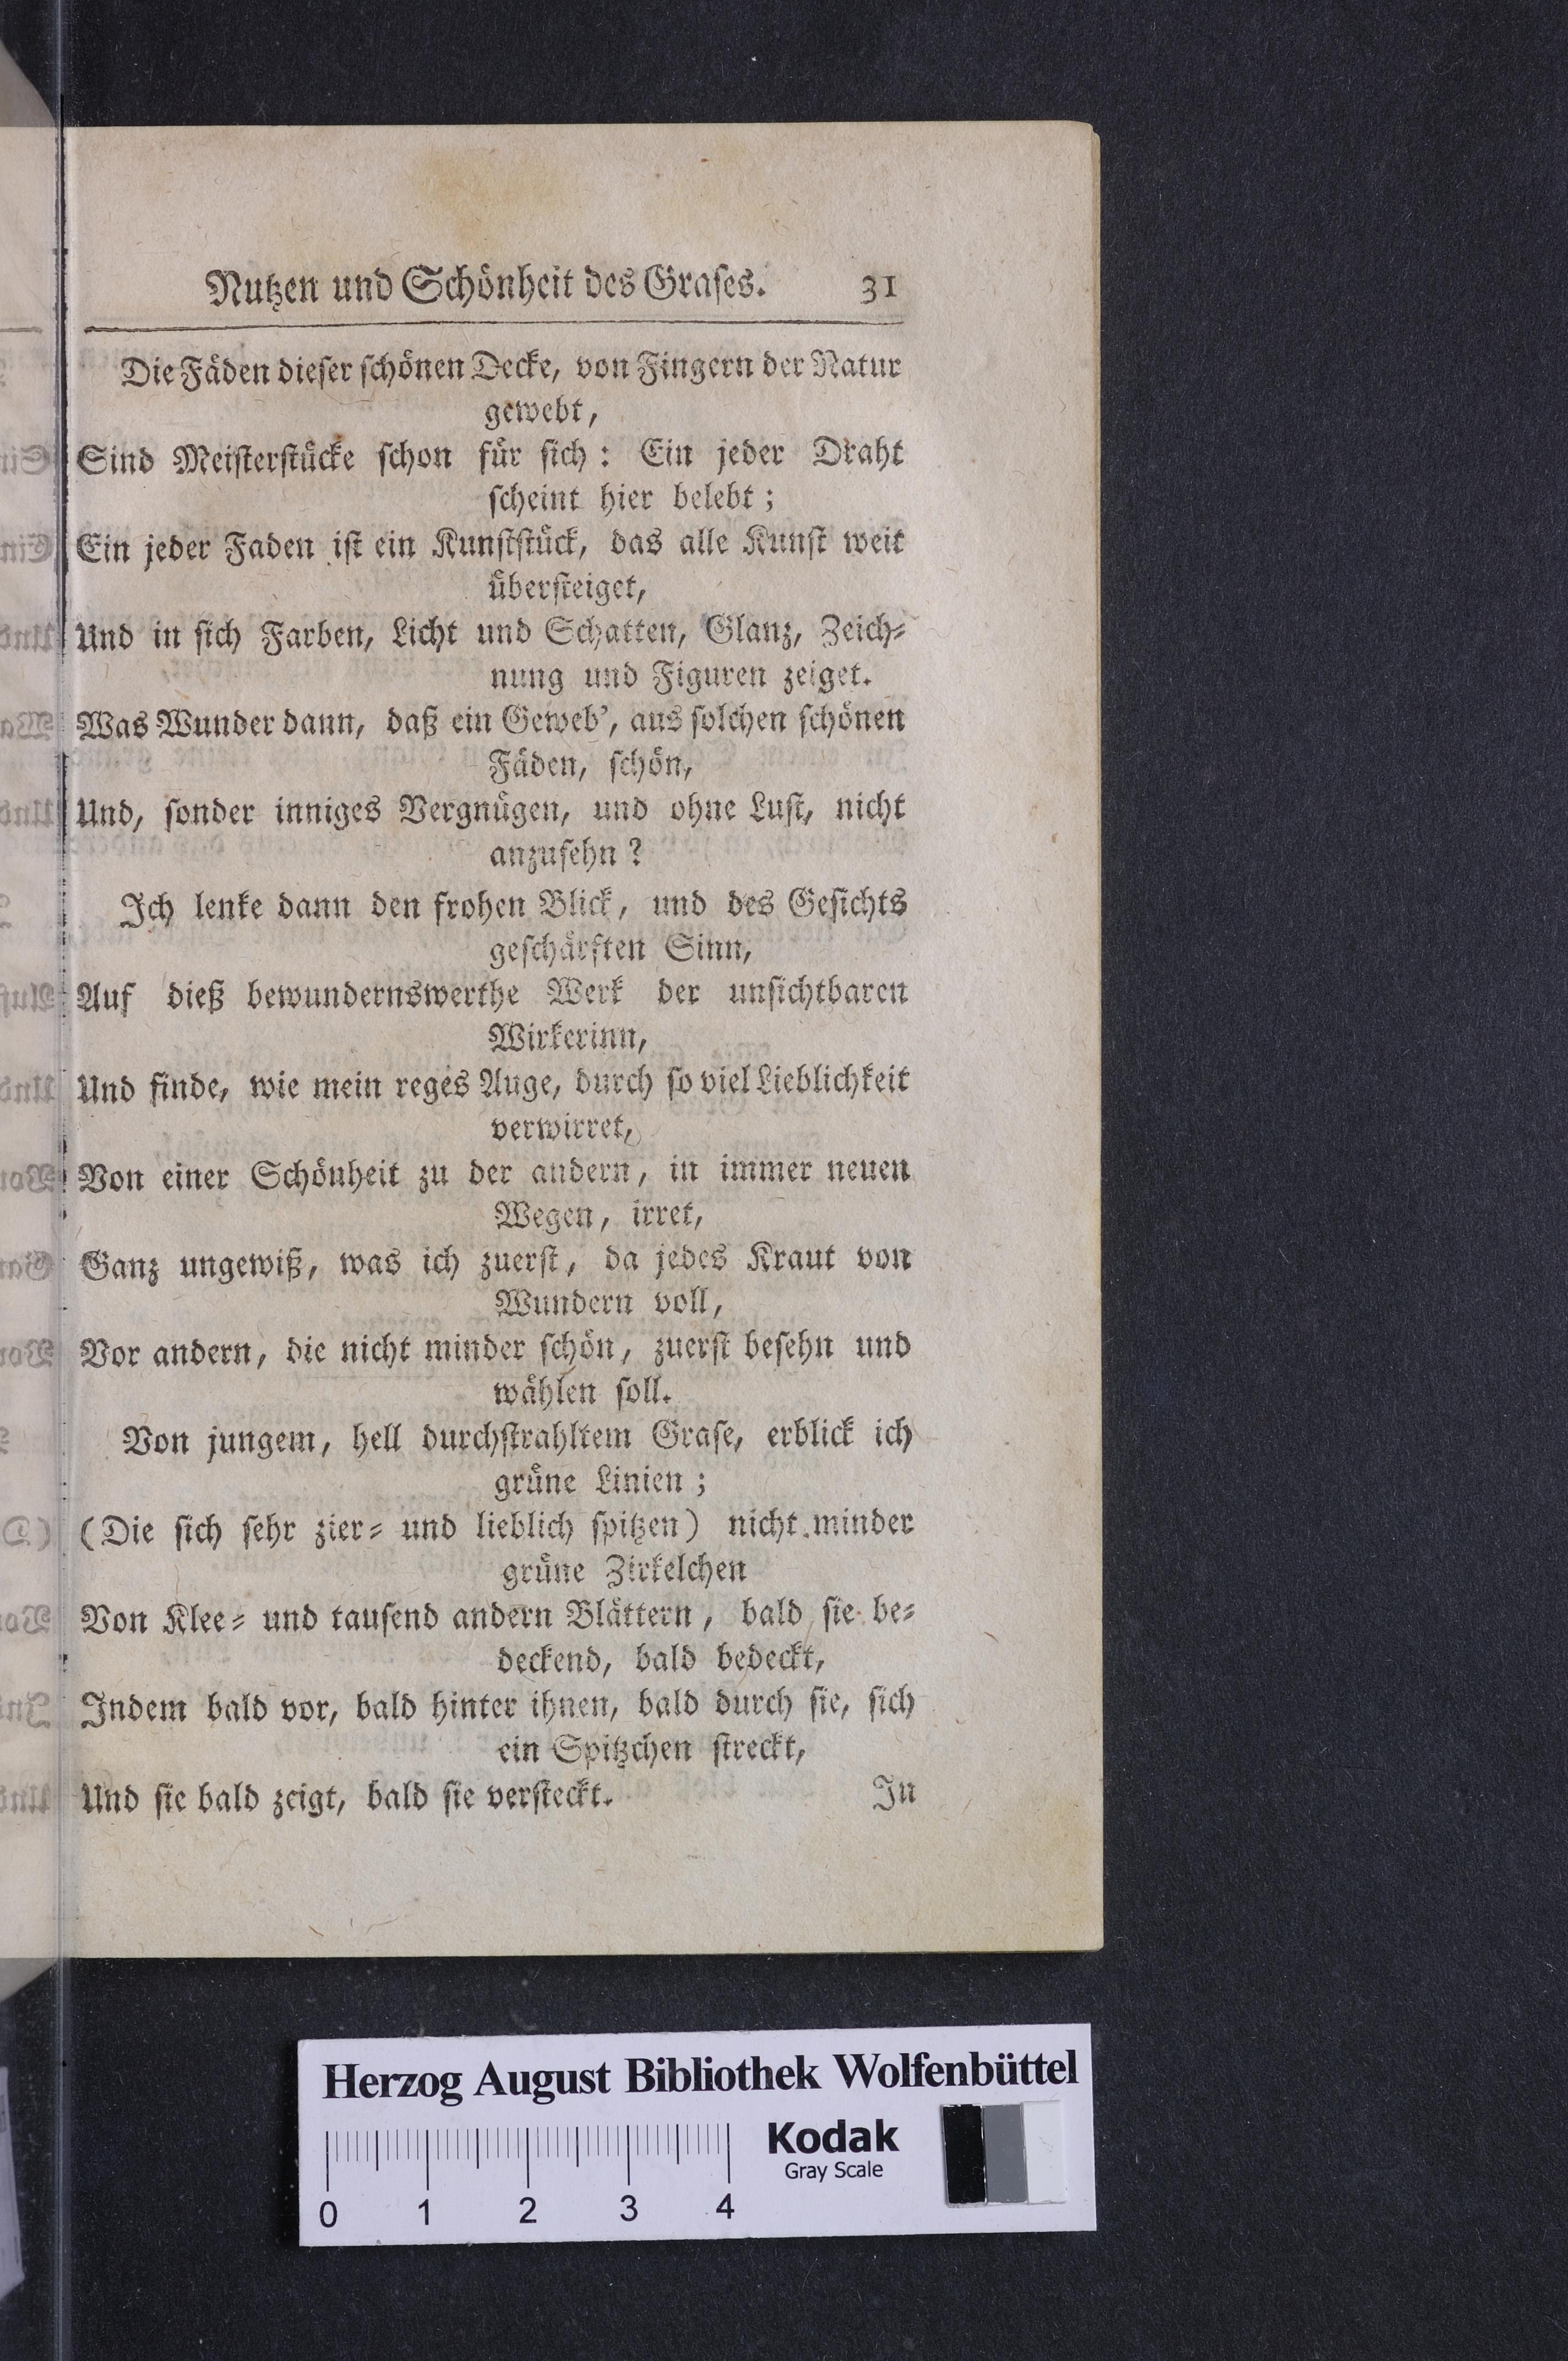 Nutzen und Schönheit des Graſes. 31
Die Fäden dieſer ſchönen Decke, von Fingern der Natur
gewebt,
Sind Meiſterſtücke ſchon für ſich: Ein jeder Draht
ſcheint hier belebt;
Ein jeder Faden iſt ein Kunſtſtück, das alle Kunſt weit
überſteiget,
Und in ſich Farben, Licht und Schatten, Glanz, Zeich⸗
nung und Figuren zeiget.
Was Wunder dann, daß ein Geweb', aus ſolchen ſchönen
Fäden, ſchön,
Und, ſonder inniges Vergnügen, und ohne Luſt, nicht
anzuſehn?
Ich lenke dann den frohen Blick, und des Geſichts
geſchärften Sinn,
Auf dieß bewundernswerthe Werk der unſichtbaren
Wirkerinn,
Und finde, wie mein reges Auge, durch ſo viel Lieblichkeit
verwirret,
Von einer Schönheit zu der andern, in immer neuen
Wegen, irret,
Ganz ungewiß, was ich zuerſt, da jedes Kraut von
Wundern voll,
Vor andern, die nicht minder ſchön, zuerſt beſehn und
wählen ſoll.
Von jungem, hell durchſtrahltem Graſe, erblick ich
grüne Linien;
(Die ſich ſehr zier⸗ und lieblich ſpitzen) nicht minder
grüne Zirkelchen
Von Klee⸗ und tauſend andern Blättern, bald ſie be⸗
deckend, bald bedeckt,
Indem bald vor, bald hinter ihnen, bald durch ſie, ſich
ein Spitzchen ſtreckt,
Und ſie bald zeigt, bald ſie verſteckt. In
Herzog August Bibliothek Wolfenbüttel
Kodak
Gray Scale
0 1 2 3 4